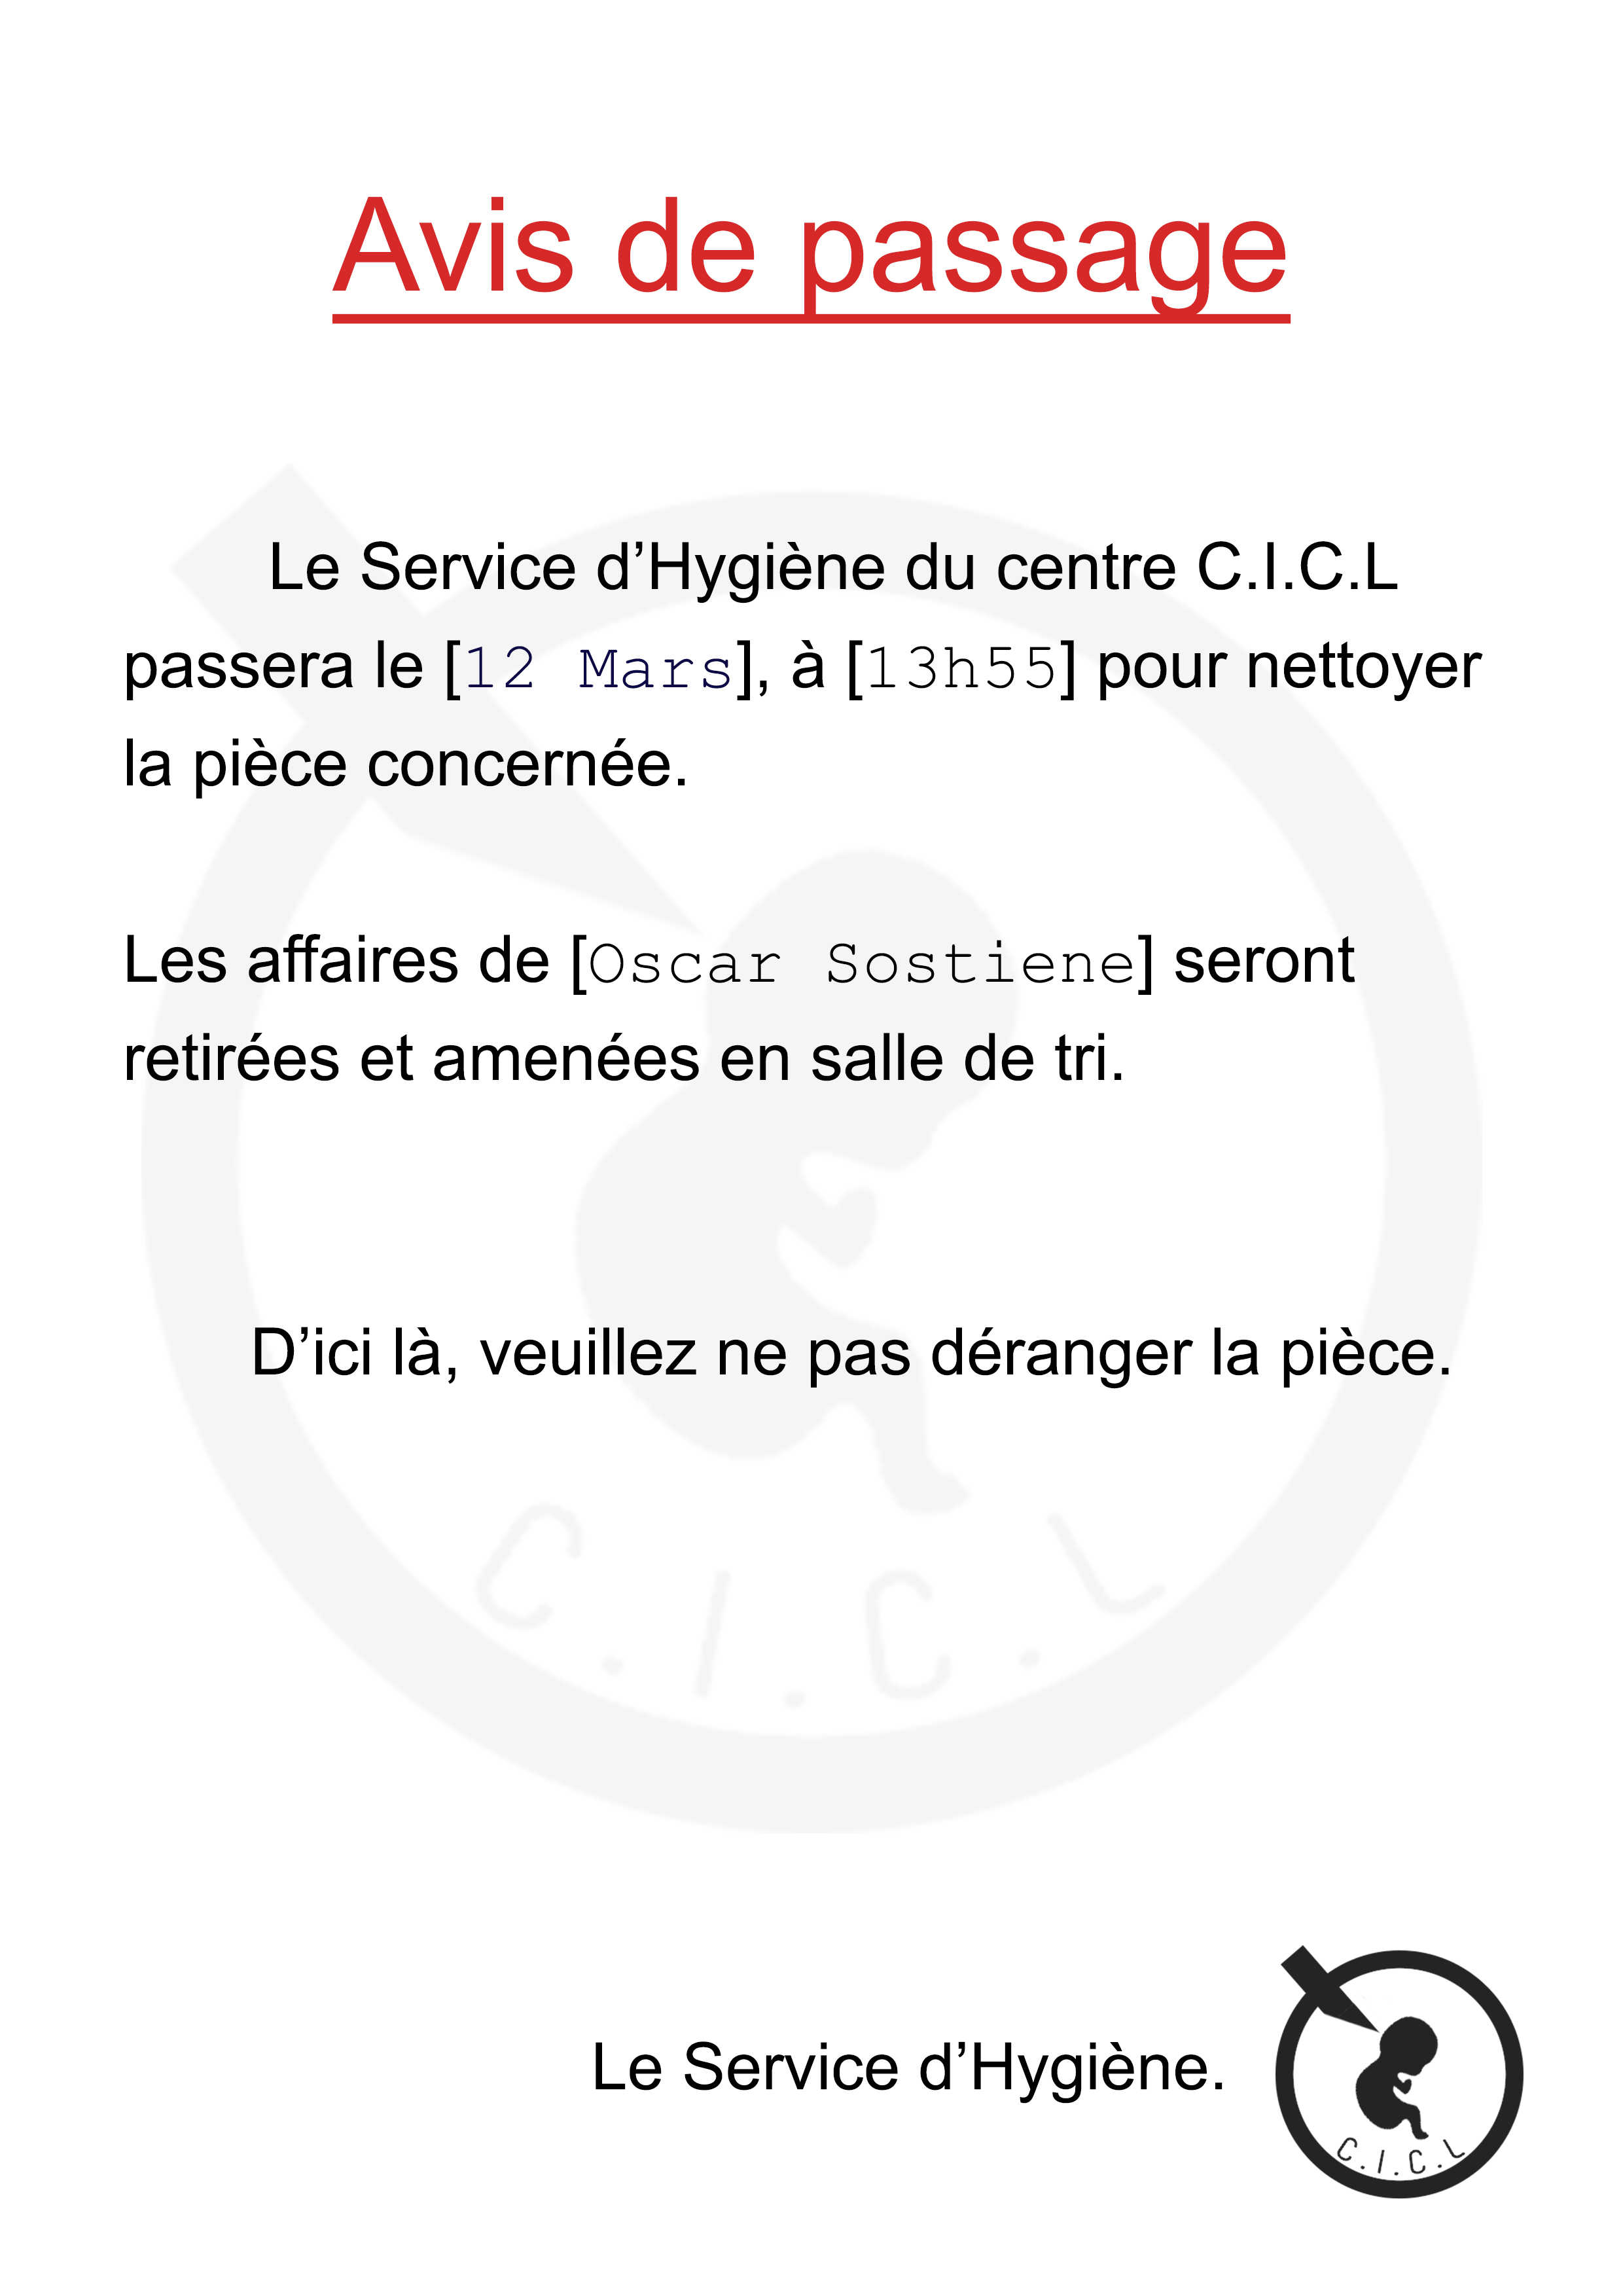 Avis de passage
Le Service d’Hygiène du centre C.I.C.L
passera le [12 Mars], à [13h55] pour nettoyer
la pièce concernée.
Les affaires de [Oscar Sostiene] seront
retirées et amenées en salle de tri.
D’ici là, veuillez ne pas déranger la pièce.
C.I.C.L
Le Service d’Hygiène.
C.I.C.L